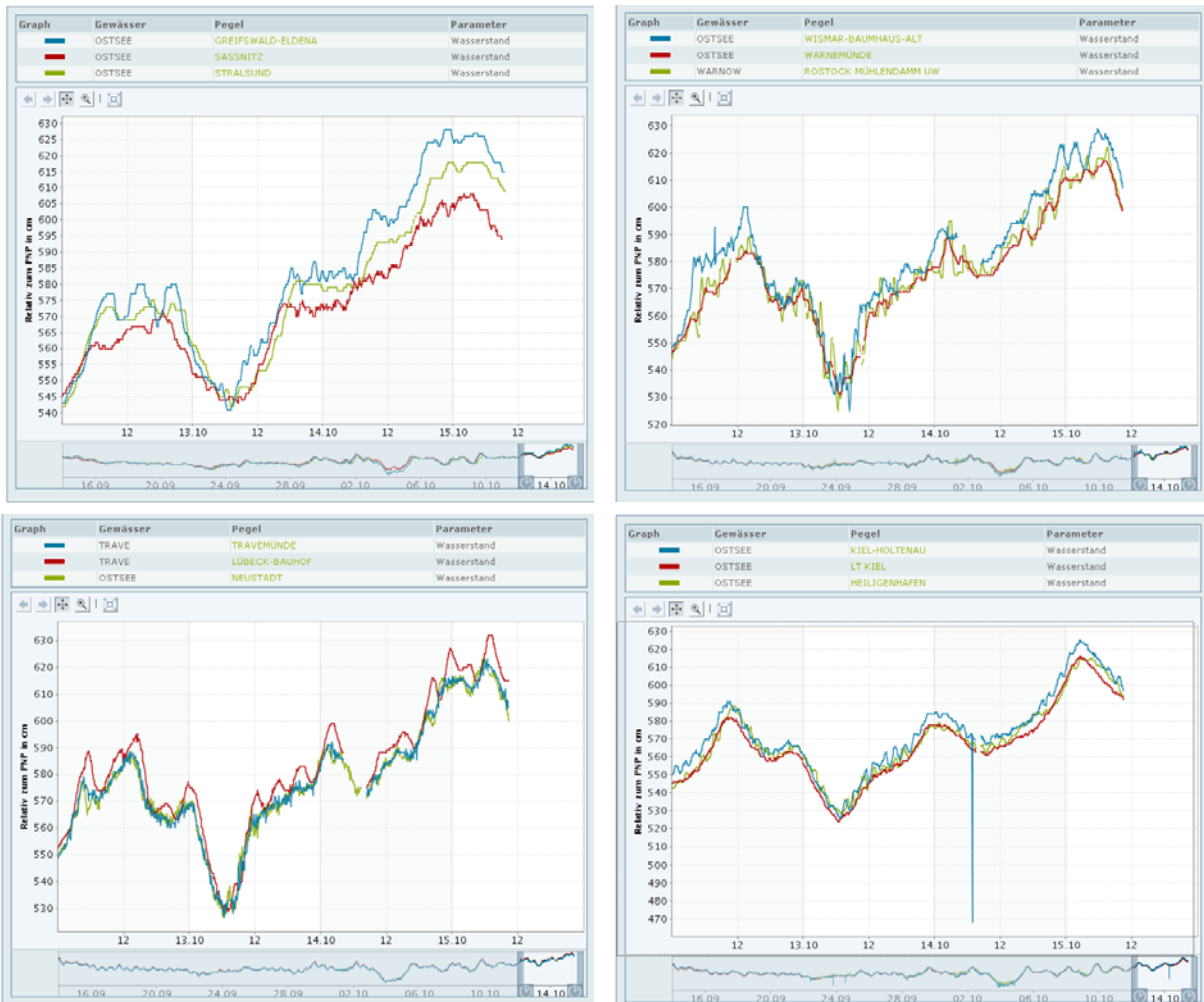 Graph Gewässer Pegel Parameter
OSTSEE GREIFSWALD-ELDENA Wasserstand
OSTSEE SASSNITZ Wasserstand
OSTSEE STRALSUND Wasserstand
Relativ zum PNP in cm
630
625
620
615
610
605
600
595
590
585
580
575
570
565
560
555
550
545
540
12 13.10 12 14.10 12 15.10 12
16.09 20.09 24.09 28.09 02.10 06.10 10.10 14.10
Graph Gewässer Pegel Parameter
OSTSEE WISMAR-BAUMHAUS-ALT Wasserstand
OSTSEE WARNEMÜNDE Wasserstand
WARNOW ROSTOCK MÜHLENDAMM UW Wasserstand
Relativ zum PNP in cm
630
620
610
600
590
580
570
560
550
540
530
520
12 13.10 12 14.10 12 15.10 12
16.09 20.09 24.09 28.09 02.10 06.10 10.10 14.10
Graph Gewässer Pegel Parameter
TRAVE TRAVEMÜNDE Wasserstand
TRAVE LÜBECK-BAUHOF Wasserstand
OSTSEE NEUSTADT Wasserstand
Relativ zum PNP in cm
630
620
610
600
590
580
570
560
550
540
530
12 13.10 12 14.10 12 15.10 12
16.09 20.09 24.09 28.09 02.10 06.10 10.10 14.10
Graph Gewässer Pegel Parameter
OSTSEE KIEL-HOLTENAU Wasserstand
OSTSEE LT KIEL Wasserstand
OSTSEE HEILIGENHAFEN Wasserstand
Relativ zum PNP in cm
630
620
610
600
590
580
570
560
550
540
530
520
510
500
490
480
470
12 13.10 12 14.10 12 15.10 12
16.09 20.09 24.09 28.09 02.10 06.10 10.10 14.10